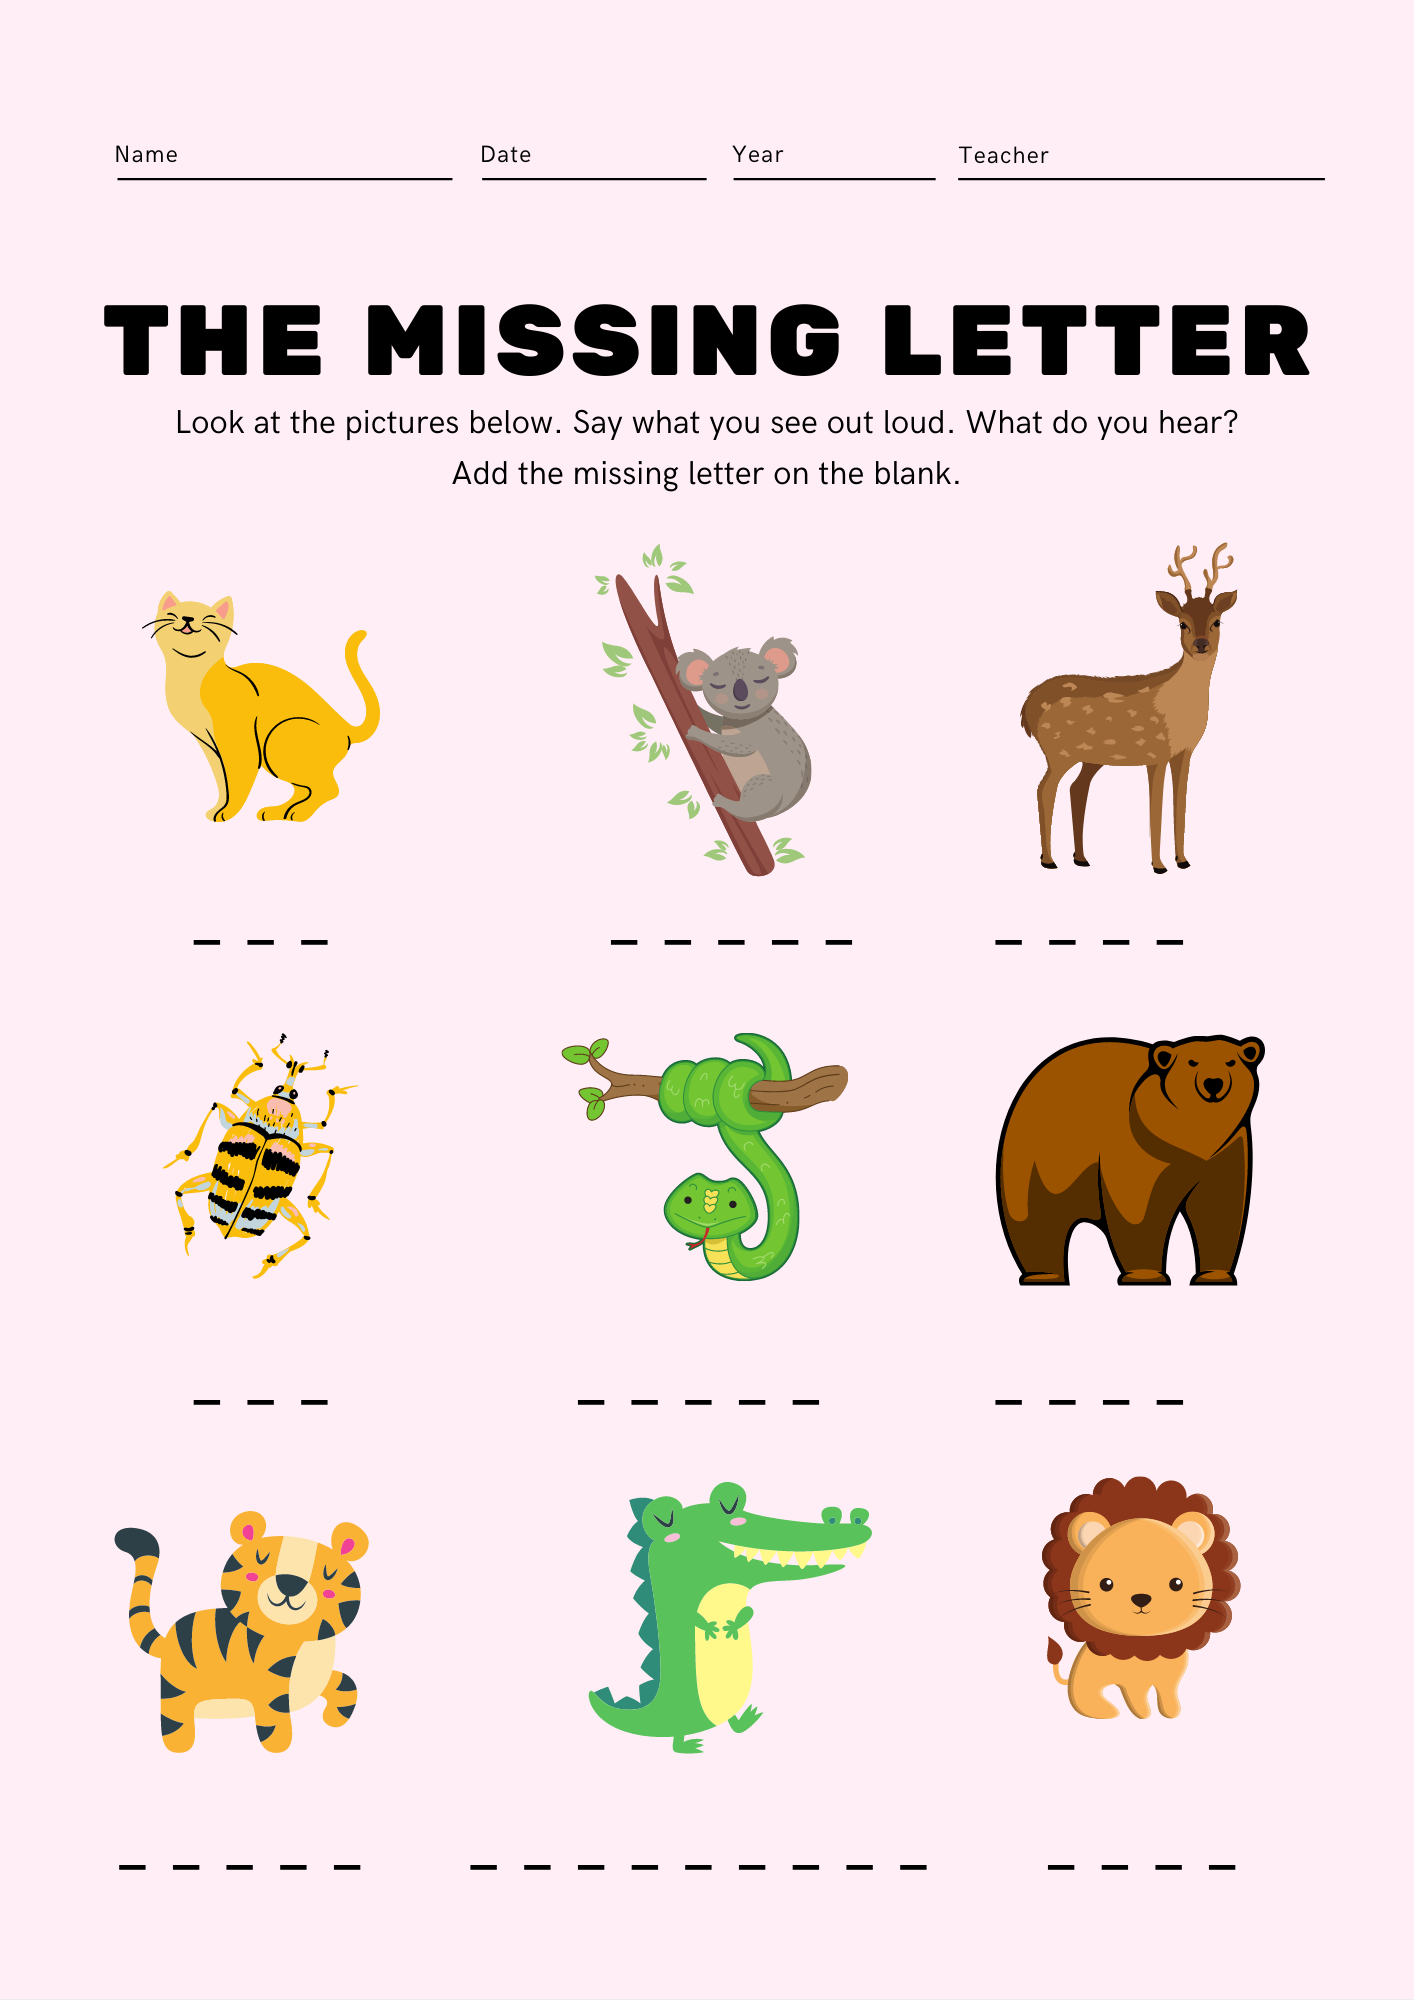 Name Date Year Teacher
THE MISSING LETTER
Look at the pictures below. Say what you see out loud. What do you hear?
Add the missing letter on the blank.
_ _ _ _ _ _ _ _ _ _ _ _
_ _ _ _ _ _ _ _ _ _ _ _
_ _ _ _ _ _ _ _ _ _ _ _ _ _ _ _ _ _